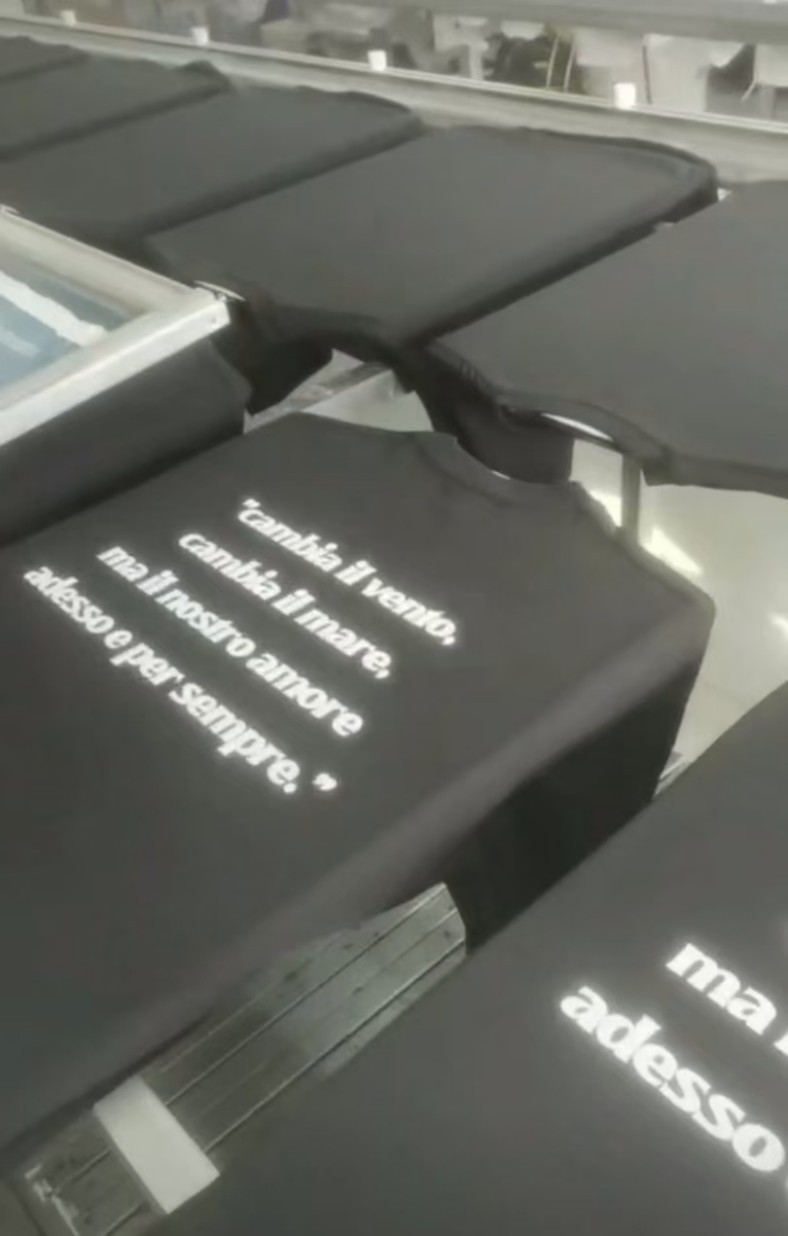 "cambia il vento,
cambia il mare,
ma il nostro amore
adesso e per sempre.”
ma
adesso